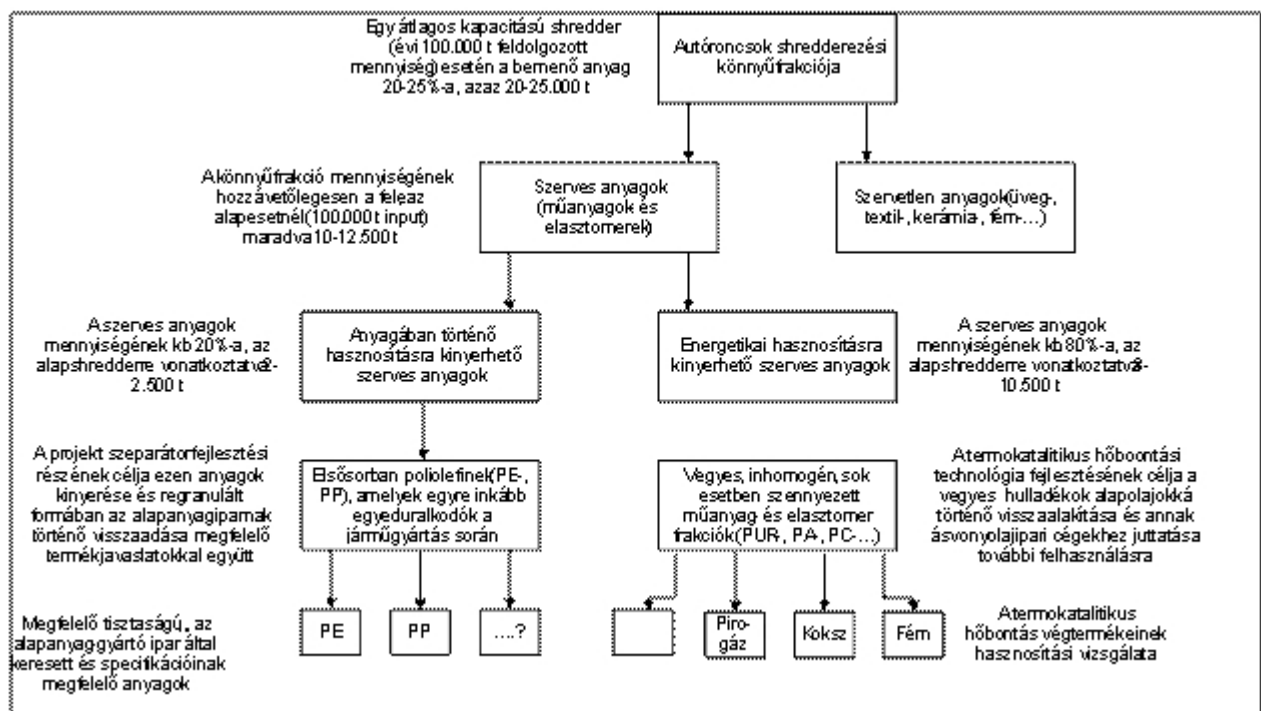 Egy átlagos kapacitású shredder
(évi 100.000 t feldolgozott
mennyiség) esetén a bemenő anyag
20-25%-a, azaz 20-25.000 t
Autóroncsok shredderezési
könnyűfrakciója
A könnyűfrakció mennyiségének
hozzávetőlegesen a fele, az
alapesetnél (100.000 t input)
maradva 10-12.500 t
Szerves anyagok
(műanyagok és
elasztomerek)
Szervetlen anyagok (üveg-,
textil-, kerámia-, fém-…)
A szerves anyagok
mennyiségének kb 20%-a, az
alapshredderre vonatkoztatva 2-
2.500 t
Anyagában történő
hasznosításra kinyerhető
szerves anyagok
Energetikai hasznosításra
kinyerhető szerves anyagok
A szerves anyagok
mennyiségének kb 80%-a, az
alapshredderre vonatkoztatva 8-
10.500 t
A projekt szeparátorfejlesztési
részének célja ezen anyagok
kinyerése és regranulált
formában az alapanyagiparnak
történő visszaadása megfelelő
termékjavaslatokkal együtt
Elsősorban poliolefinek (PE-,
PP), amelyek egyre inkább
egyeduralkodók a
járműgyártás során
Vegyes, inhomogén, sok
esetben szennyezett
műanyag és elasztomer
frakciók (PUR-, PA-, PC-…)
A termokatalitikus hőbontási
technológia fejlesztésének célja a
vegyes hulladékok alapolajokká
történő visszaalakítása és annak
ásványolajipari cégekhez juttatása
további felhasználásra
Megfelelő tisztaságú, az
alapanyag-gyártó ipar által
keresett és specifikációinak
megfelelő anyagok
PE
PP
….?
Piro-
gáz
Koksz
Fém
A termokatalitikus
hőbontás végtermékeinek
hasznosítási vizsgálata